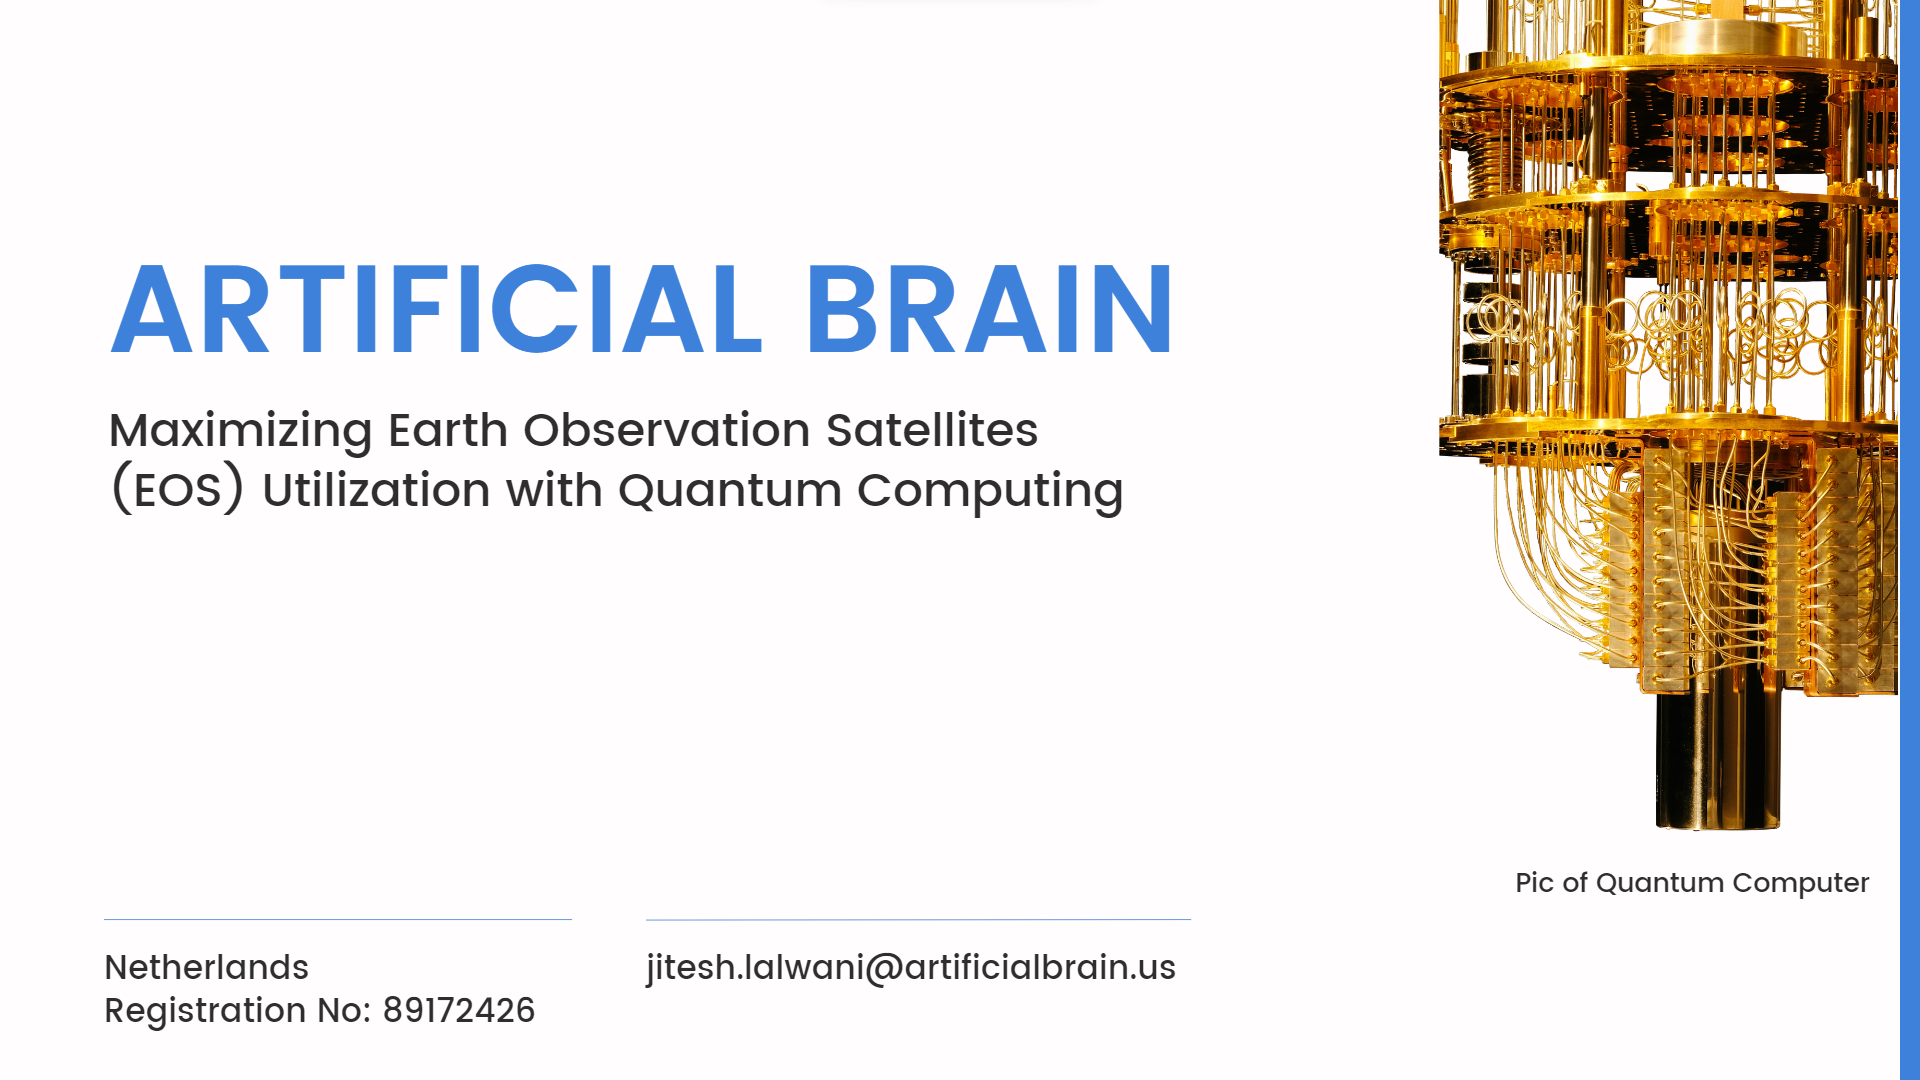 ARTIFICIAL BRAIN
Maximizing Earth Observation Satellites
(EOS) Utilization with Quantum Computing
Pic of Quantum Computer
Netherlands
Registration No: 89172426
jitesh.lalwani@artificialbrain.us